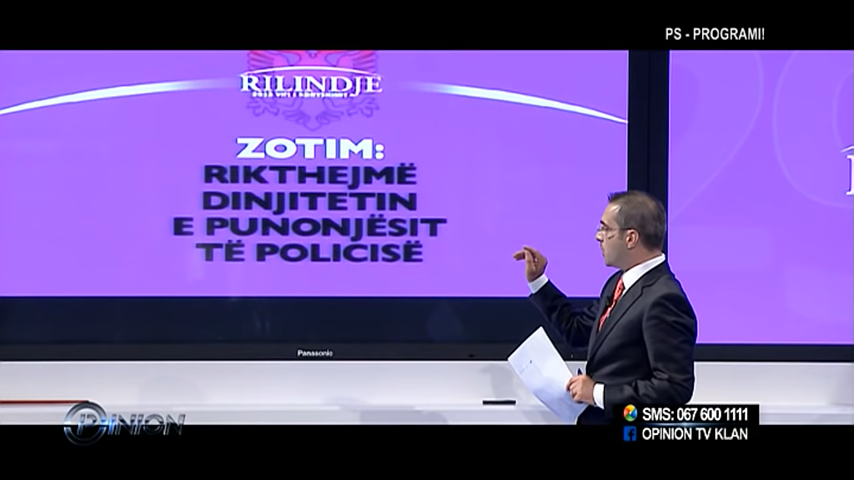 PS - PROGRAMI!
RILINDJE
ZOTIM:
RIKTHEJMË
DINJITETIN
E PUNONJËSIT
TË POLICISË
Panasonic
OPINION
SMS: 067 600 1111
OPINION TV KLAN